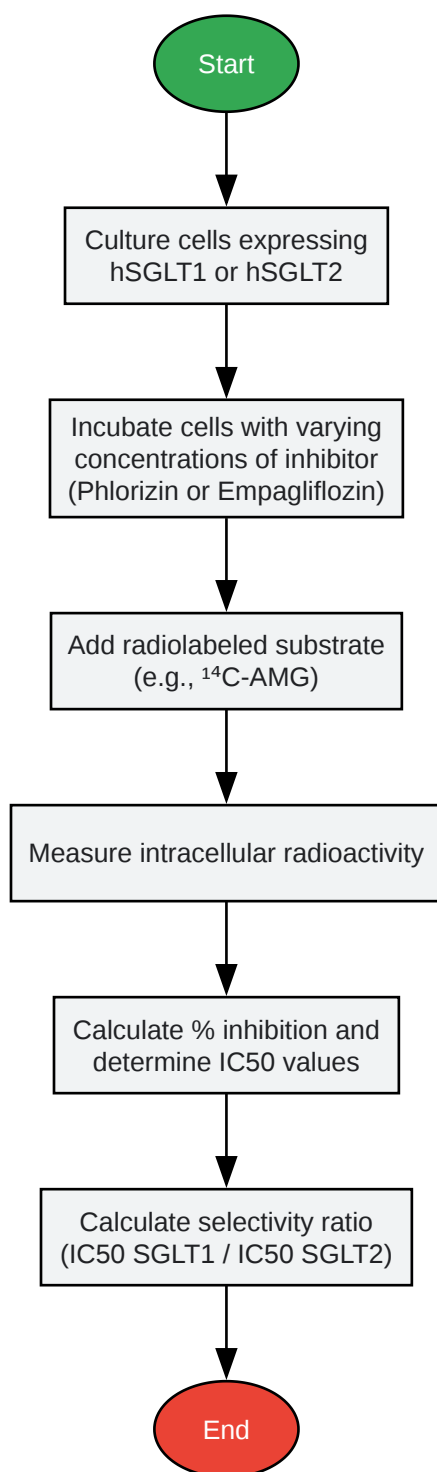 Start
Culture cells expressing
hSGLT1 or hSGLT2
Incubate cells with varying
concentrations of inhibitor
(Phlorizin or Empagliflozin)
Add radiolabeled substrate
(e.g., ¹⁴C-AMG)
Measure intracellular radioactivity
Calculate % inhibition and
determine IC50 values
Calculate selectivity ratio
(IC50 SGLT1 / IC50 SGLT2)
End